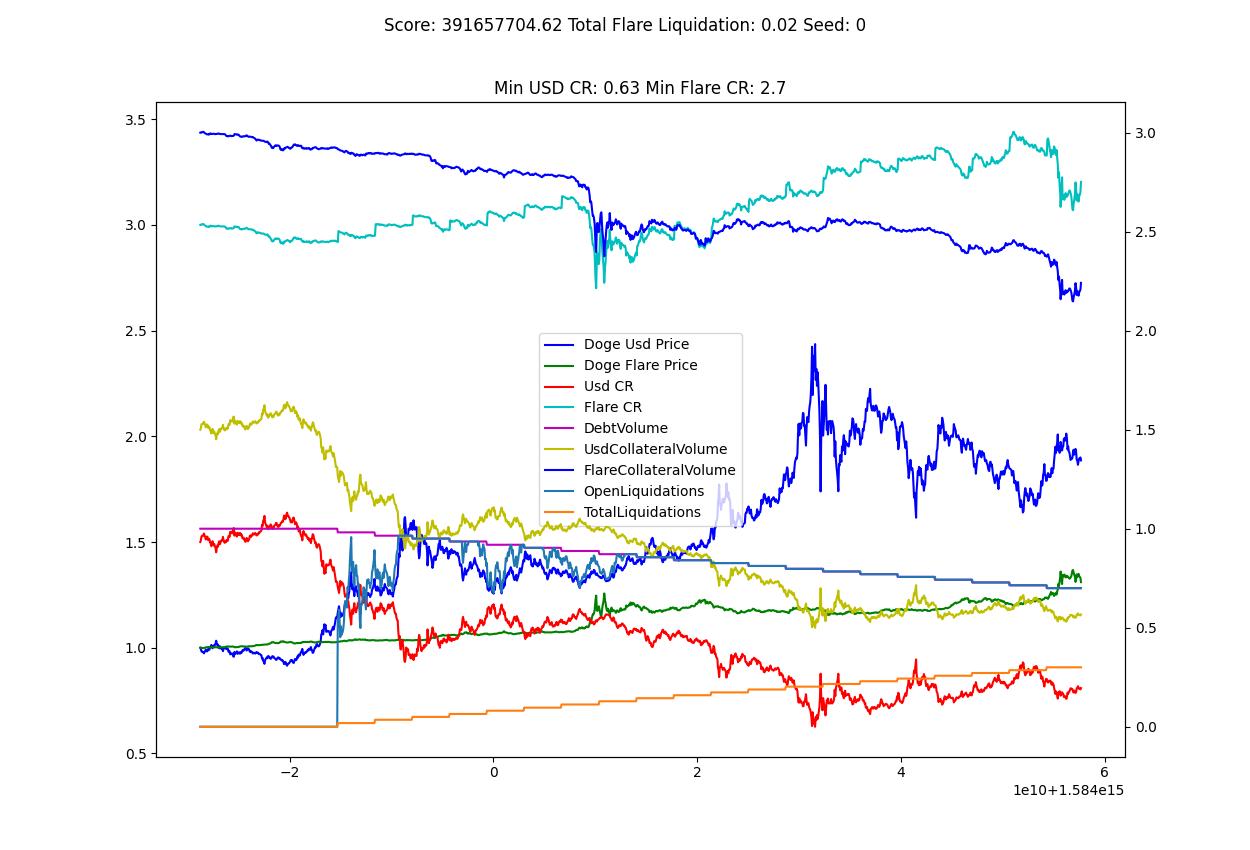 Score: 391657704.62 Total Flare Liquidation: 0.02 Seed: 0
Min USD CR: 0.63 Min Flare CR: 2.7
3.5
3.0
2.5
2.0
1.5
1.0
0.5
Doge Usd Price
Doge Flare Price
Usd CR
Flare CR
DebtVolume
UsdCollateralVolume
FlareCollateralVolume
OpenLiquidations
TotalLiquidations
3.0
2.5
2.0
1.5
1.0
0.5
0.0
−2 0 2 4 6
1e10+1.584e15